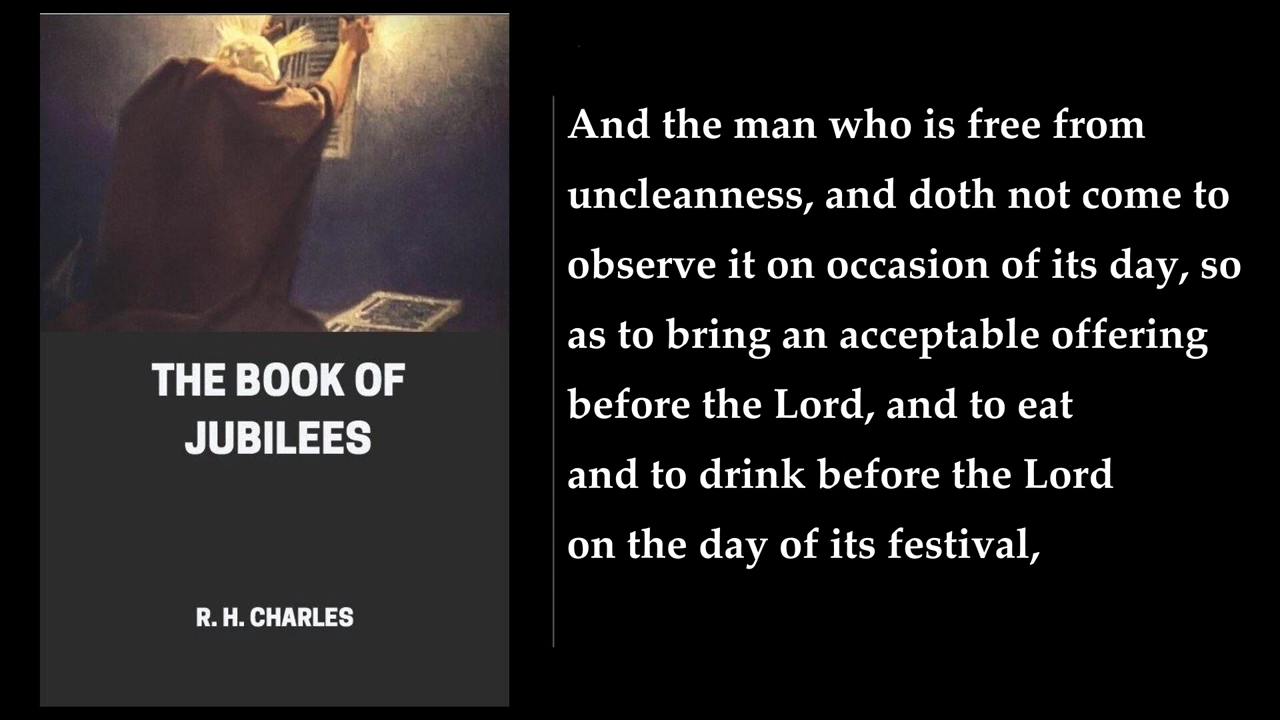 THE BOOK OF
JUBILEES
R. H. CHARLES
And the man who is free from
uncleanness, and doth not come to
observe it on occasion of its day, so
as to bring an acceptable offering
before the Lord, and to eat
and to drink before the Lord
on the day of its festival,